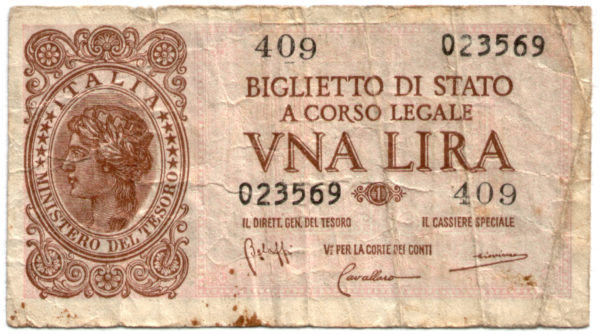 409 023569
BIGLIETTO DI STATO
A CORSO LEGALE
VNA LIRA
023569 409
IL DIRETT. GEN. DEL TESORO IL CASSIERE SPECIALE
Vº PER LA CORTE DEI CONTI
Cavallaro
ITALIA
MINISTERO DEL TESORO